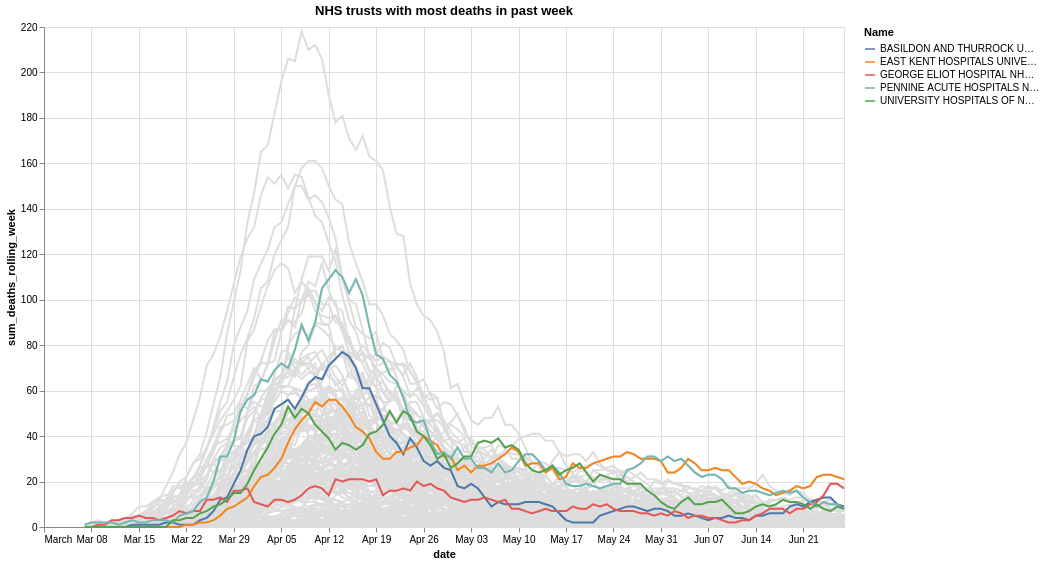 NHS trusts with most deaths in past week
220
200
180
160
140
120
100
80
60
40
20
0
sum_deaths_rolling_week
March Mar 08 Mar 15 Mar 22 Mar 29 Apr 05 Apr 12 Apr 19 Apr 26 May 03 May 10 May 17 May 24 May 31 Jun 07 Jun 14 Jun 21
date
Name
BASILDON AND THURROCK U...
EAST KENT HOSPITALS UNIVE...
GEORGE ELIOT HOSPITAL NH...
PENNINE ACUTE HOSPITALS N...
UNIVERSITY HOSPITALS OF N...